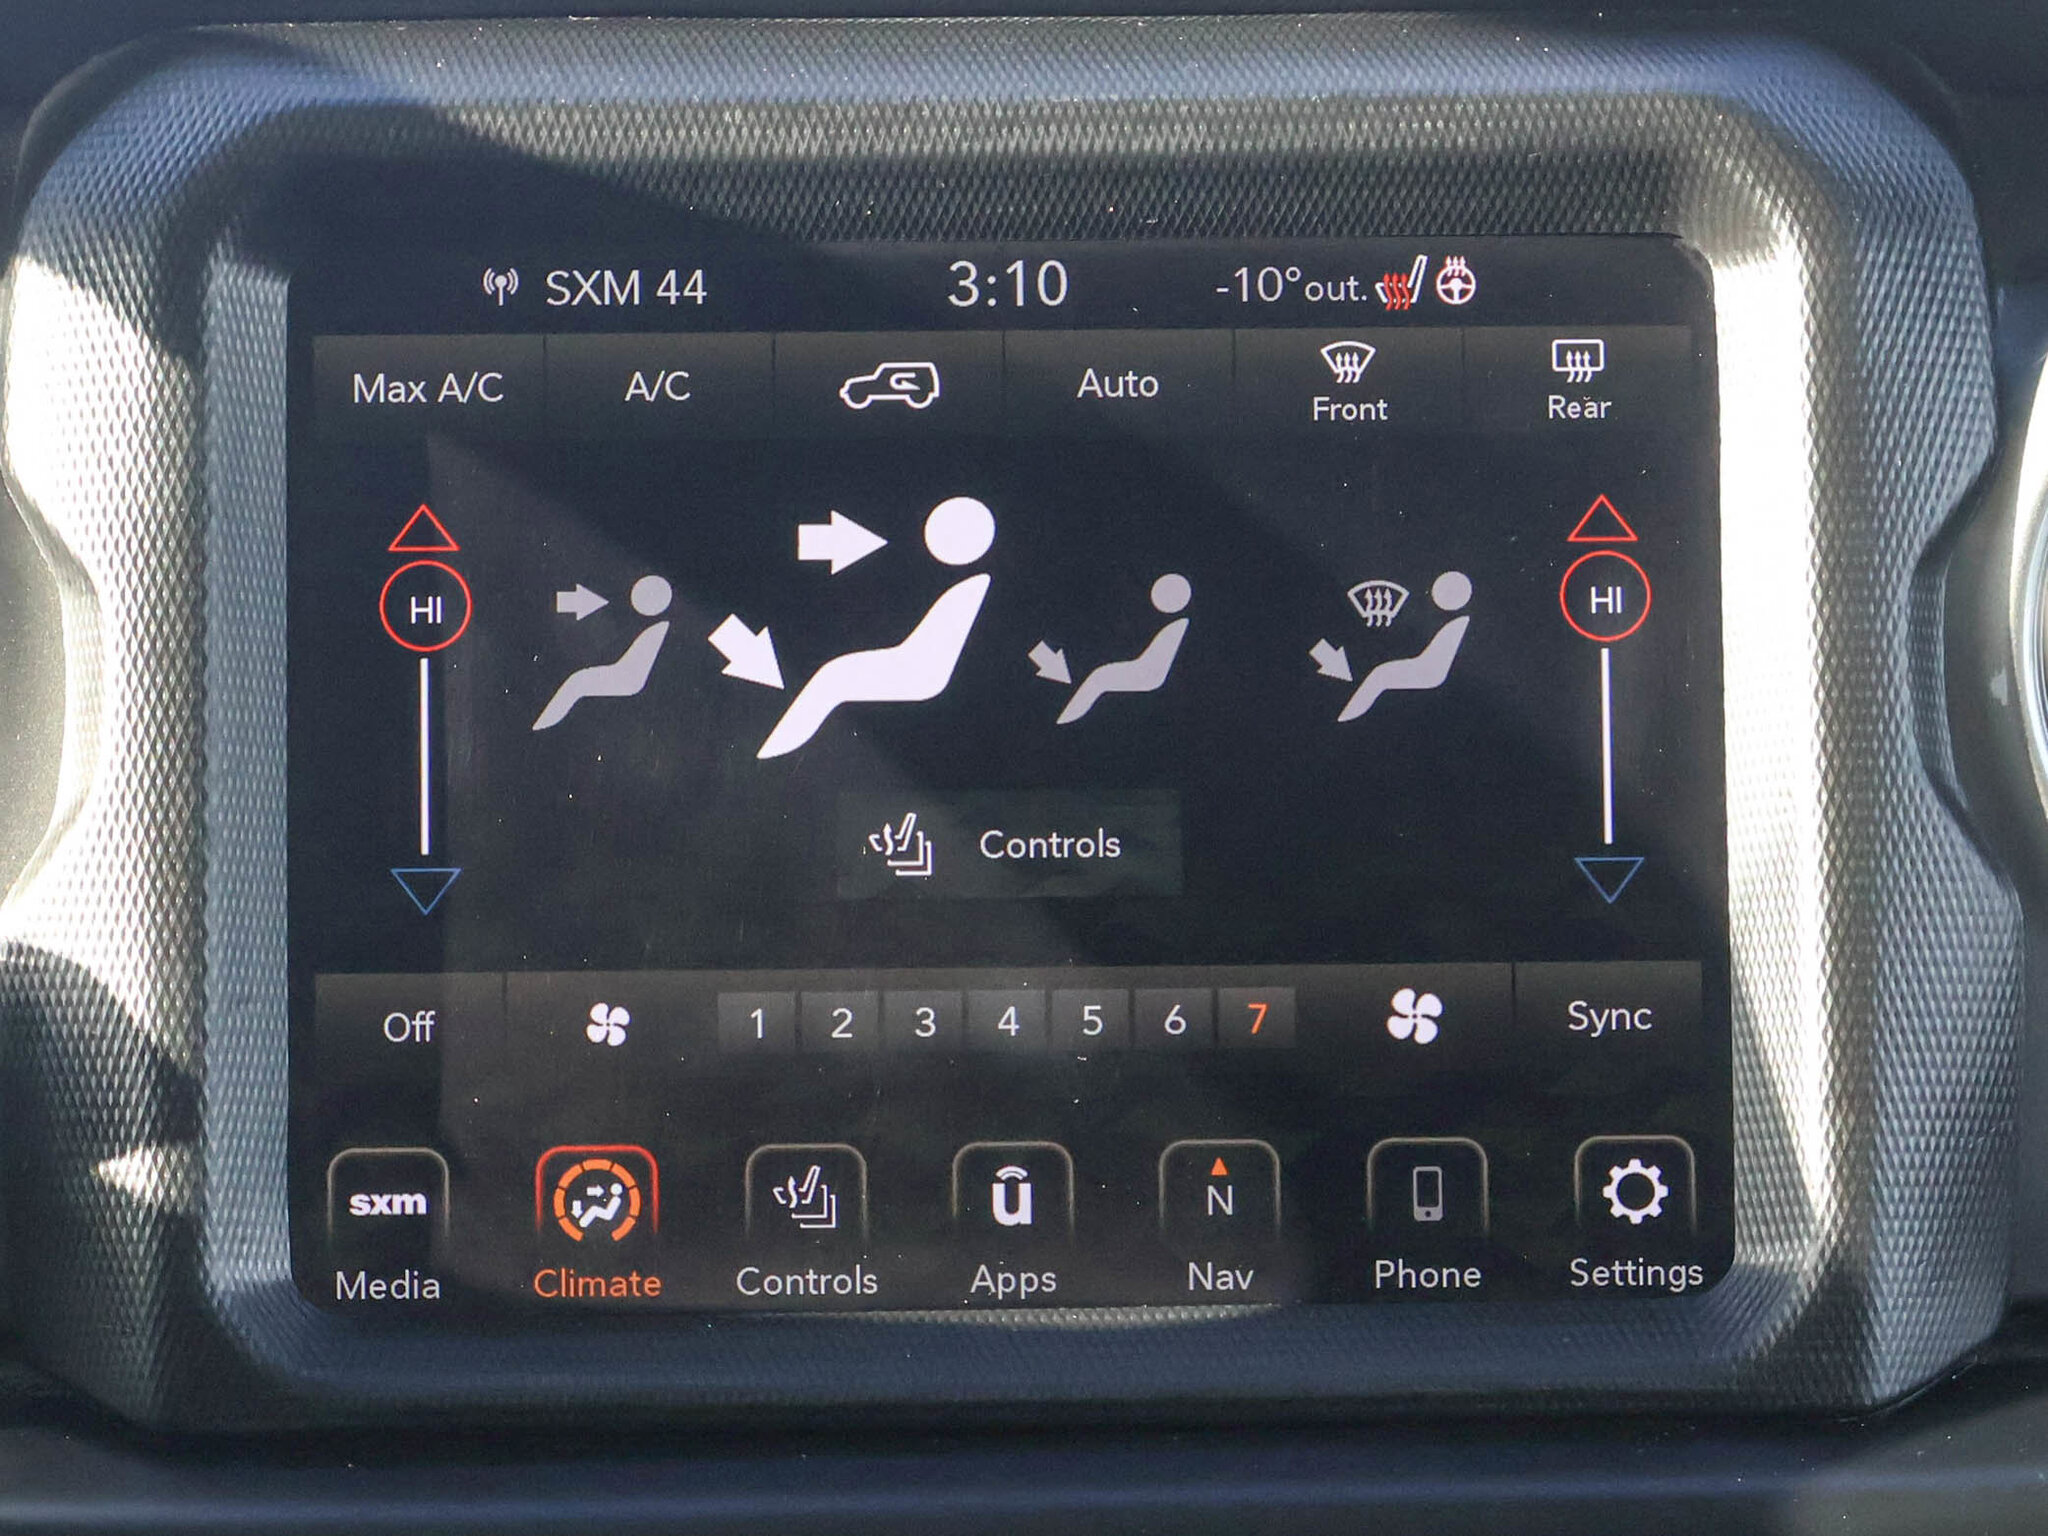 SXM 44 3:10 -10°out.
Max A/C A/C Auto Front Rear
HI HI
Controls
Off 1 2 3 4 5 6 7 Sync
sxm u N
Media Climate Controls Apps Nav Phone Settings